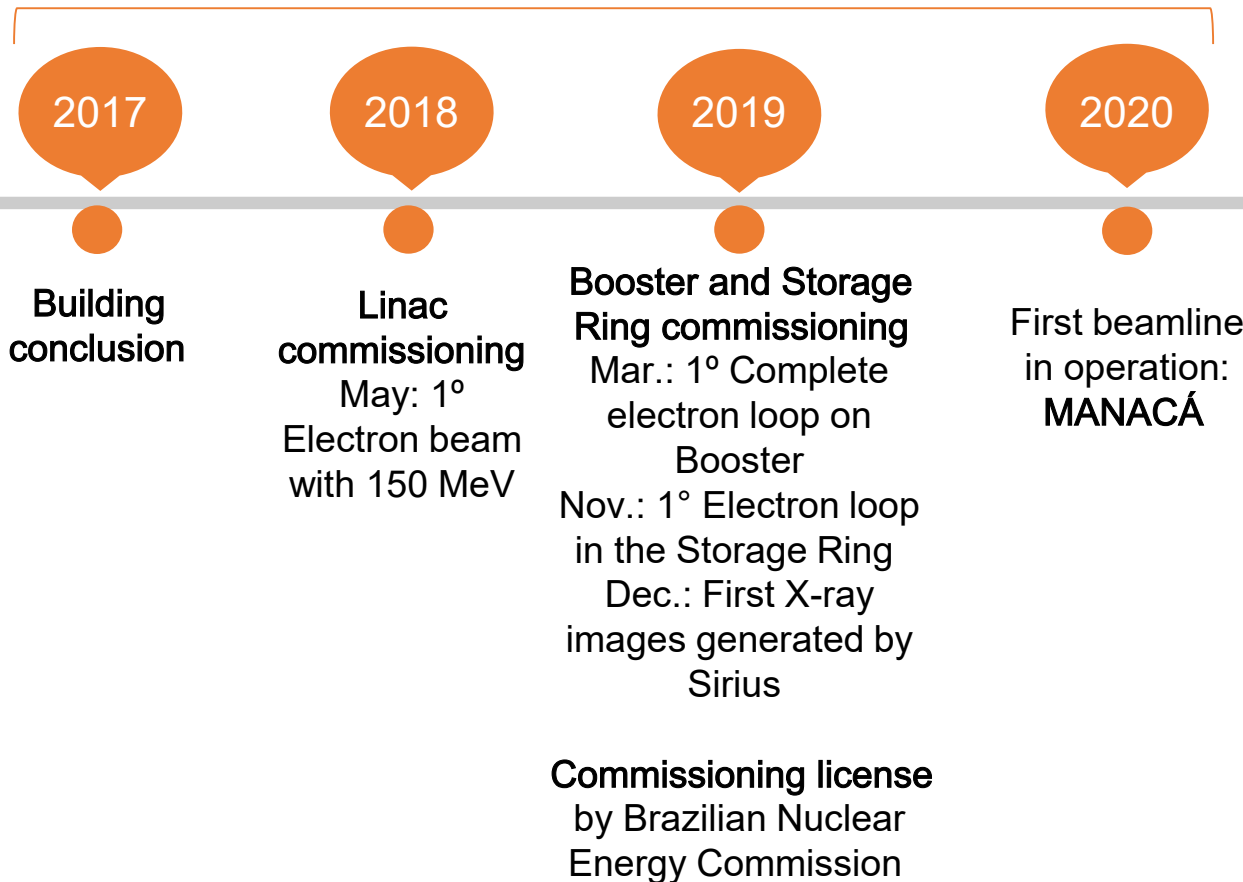 2017
Building
conclusion
2018
Linac
commissioning
May: 1º
Electron beam
with 150 MeV
2019
Booster and Storage
Ring commissioning
Mar.: 1º Complete
electron loop on
Booster
Nov.: 1° Electron loop
in the Storage Ring
Dec.: First X-ray
images generated by
Sirius
Commissioning license
by Brazilian Nuclear
Energy Commission
2020
First beamline
in operation:
MANACÁ